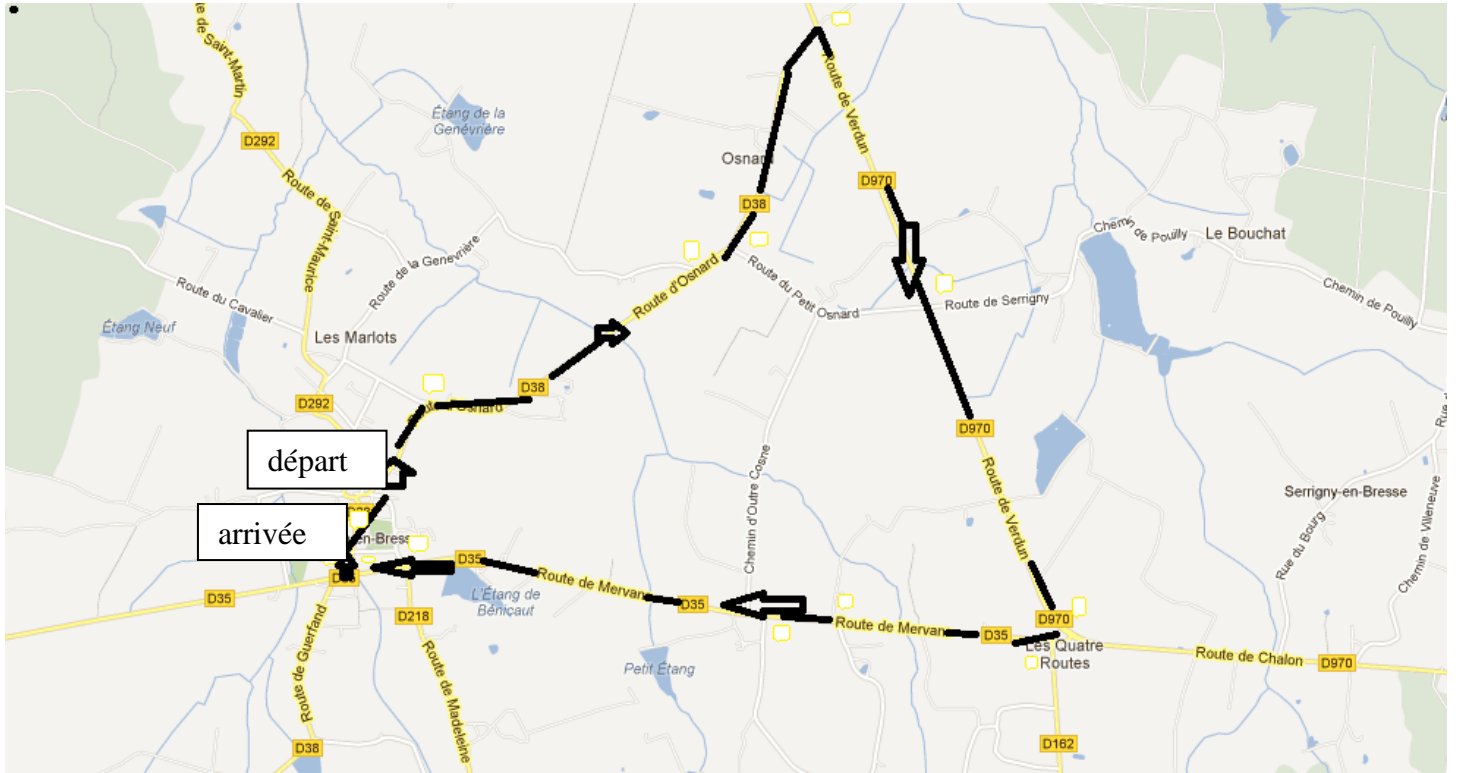 Étang de la
Genévrière
D292
Route de Saint-Maurice
Route de la Genevrière
Route du Cavalier
Étang Neuf
Les Marlots
D292
Osnard
D38
Route d'Osnard
Route du Petit Osnard
D38
Route de Verdun
D970
Chemin de Pouilly
Le Bouchat
Chemin de Pouilly
Route de Serrigny
départ
arrivée
D970
Route de Verdun
Chemin d'Outre Cosne
Serrigny-en-Bresse
Rue du Bourg
Chemin de Villeneuve
D35
D35
L'Étang de
Bénicaut
Route de Mervan
D35
Route de Mervan
D35
D970
Les Quatre
Routes
Route de Chalon
D970
D218
Route de Guerfand
Route de Madeleine
Petit Étang
D38
D162